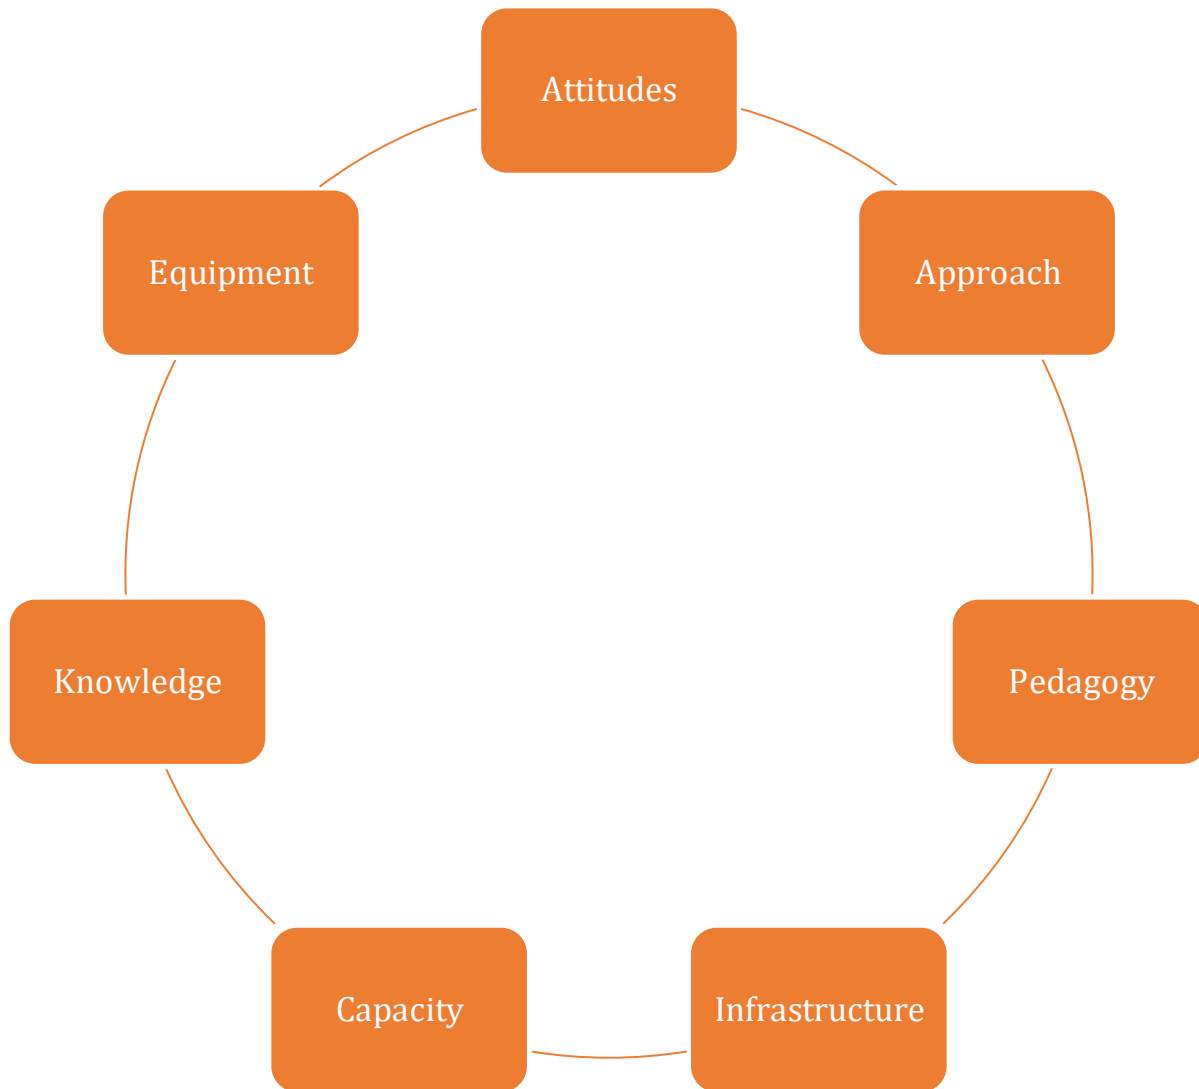 Attitudes
Approach
Pedagogy
Infrastructure
Capacity
Knowledge
Equipment